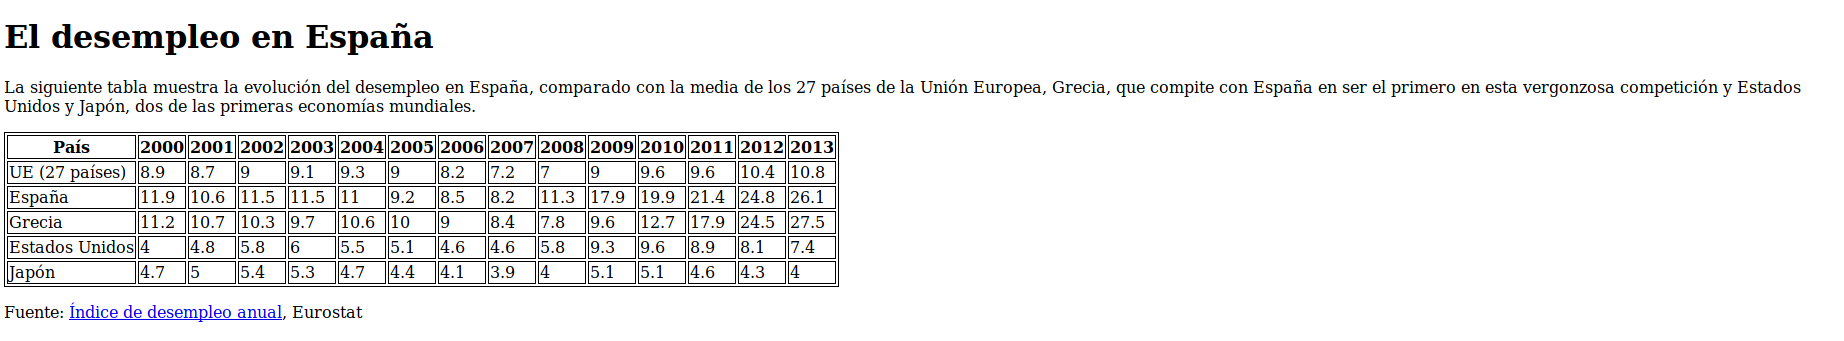 El desempleo en España
La siguiente tabla muestra la evolución del desempleo en España, comparado con la media de los 27 países de la Unión Europea, Grecia, que compite con España en ser el primero en esta vergonzosa competición y Estados
Unidos y Japón, dos de las primeras economías mundiales.
País 2000 2001 2002 2003 2004 2005 2006 2007 2008 2009 2010 2011 2012 2013
UE (27 países) 8.9 8.7 9 9.1 9.3 9 8.2 7.2 7 9 9.6 9.6 10.4 10.8
España 11.9 10.6 11.5 11.5 11 9.2 8.5 8.2 11.3 17.9 19.9 21.4 24.8 26.1
Grecia 11.2 10.7 10.3 9.7 10.6 10 9 8.4 7.8 9.6 12.7 17.9 24.5 27.5
Estados Unidos 4 4.8 5.8 6 5.5 5.1 4.6 4.6 5.8 9.3 9.6 8.9 8.1 7.4
Japón 4.7 5 5.4 5.3 4.7 4.4 4.1 3.9 4 5.1 5.1 4.6 4.3 4
Fuente: Índice de desempleo anual, Eurostat